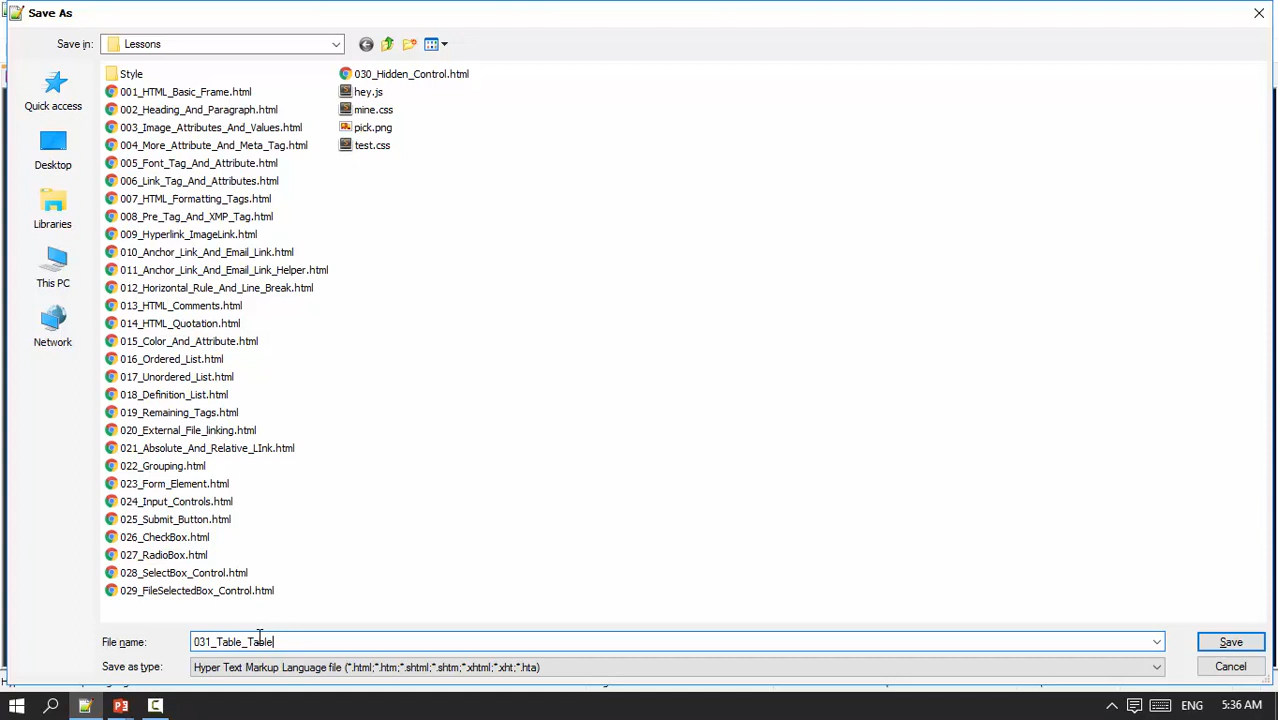 Save As
Save in:
Lessons
Quick access
Desktop
Libraries
This PC
Network
Style
001_HTML_Basic_Frame.html
002_Heading_And_Paragraph.html
003_Image_Attributes_And_Values.html
004_More_Attribute_And_Meta_Tag.html
005_Font_Tag_And_Attribute.html
006_Link_Tag_And_Attributes.html
007_HTML_Formatting_Tags.html
008_Pre_Tag_And_XMP_Tag.html
009_Hyperlink_ImageLink.html
010_Anchor_Link_And_Email_Link.html
011_Anchor_Link_And_Email_Link_Helper.html
012_Horizontal_Rule_And_Line_Break.html
013_HTML_Comments.html
014_HTML_Quotation.html
015_Color_And_Attribute.html
016_Ordered_List.html
017_Unordered_List.html
018_Definition_List.html
019_Remaining_Tags.html
020_External_File_linking.html
021_Absolute_And_Relative_LInk.html
022_Grouping.html
023_Form_Element.html
024_Input_Controls.html
025_Submit_Button.html
026_CheckBox.html
027_RadioBox.html
028_SelectBox_Control.html
029_FileSelectedBox_Control.html
030_Hidden_Control.html
hey.js
mine.css
pick.png
test.css
File name:
031_Table_Table
Save
Save as type:
Hyper Text Markup Language file (*.html;*.htm;*.shtml;*.shtm;*.xhtml;*.xht;*.hta)
Cancel
ENG
5:36 AM